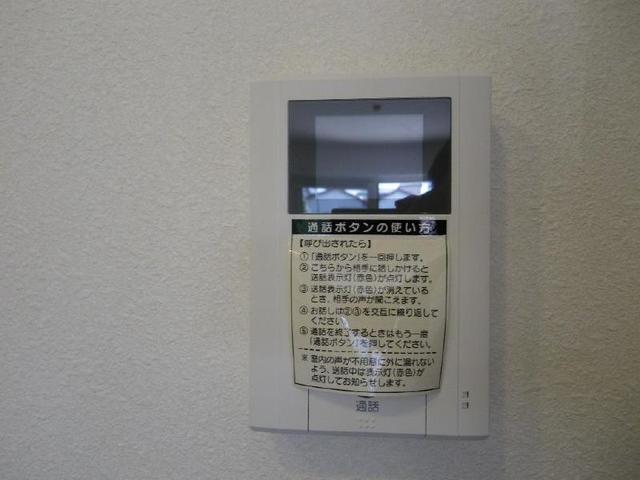 通話ボタンの使い方
【呼び出されたら】
①「通話ボタン」を一回押します。
②こちらから相手に話しかけると
送話表示灯(赤色)が点灯します。
③送話表示灯(赤色)が消えている
とき、相手の声が聞こえます。
④お話しは②③を交互に繰り返して
ください。
⑤通話を終了するときはもう一度
「通話ボタン」を押してください。
※室内の声が不用意に外に漏れない
よう、送話中は表示灯(赤色)が
点灯してお知らせします。
通話